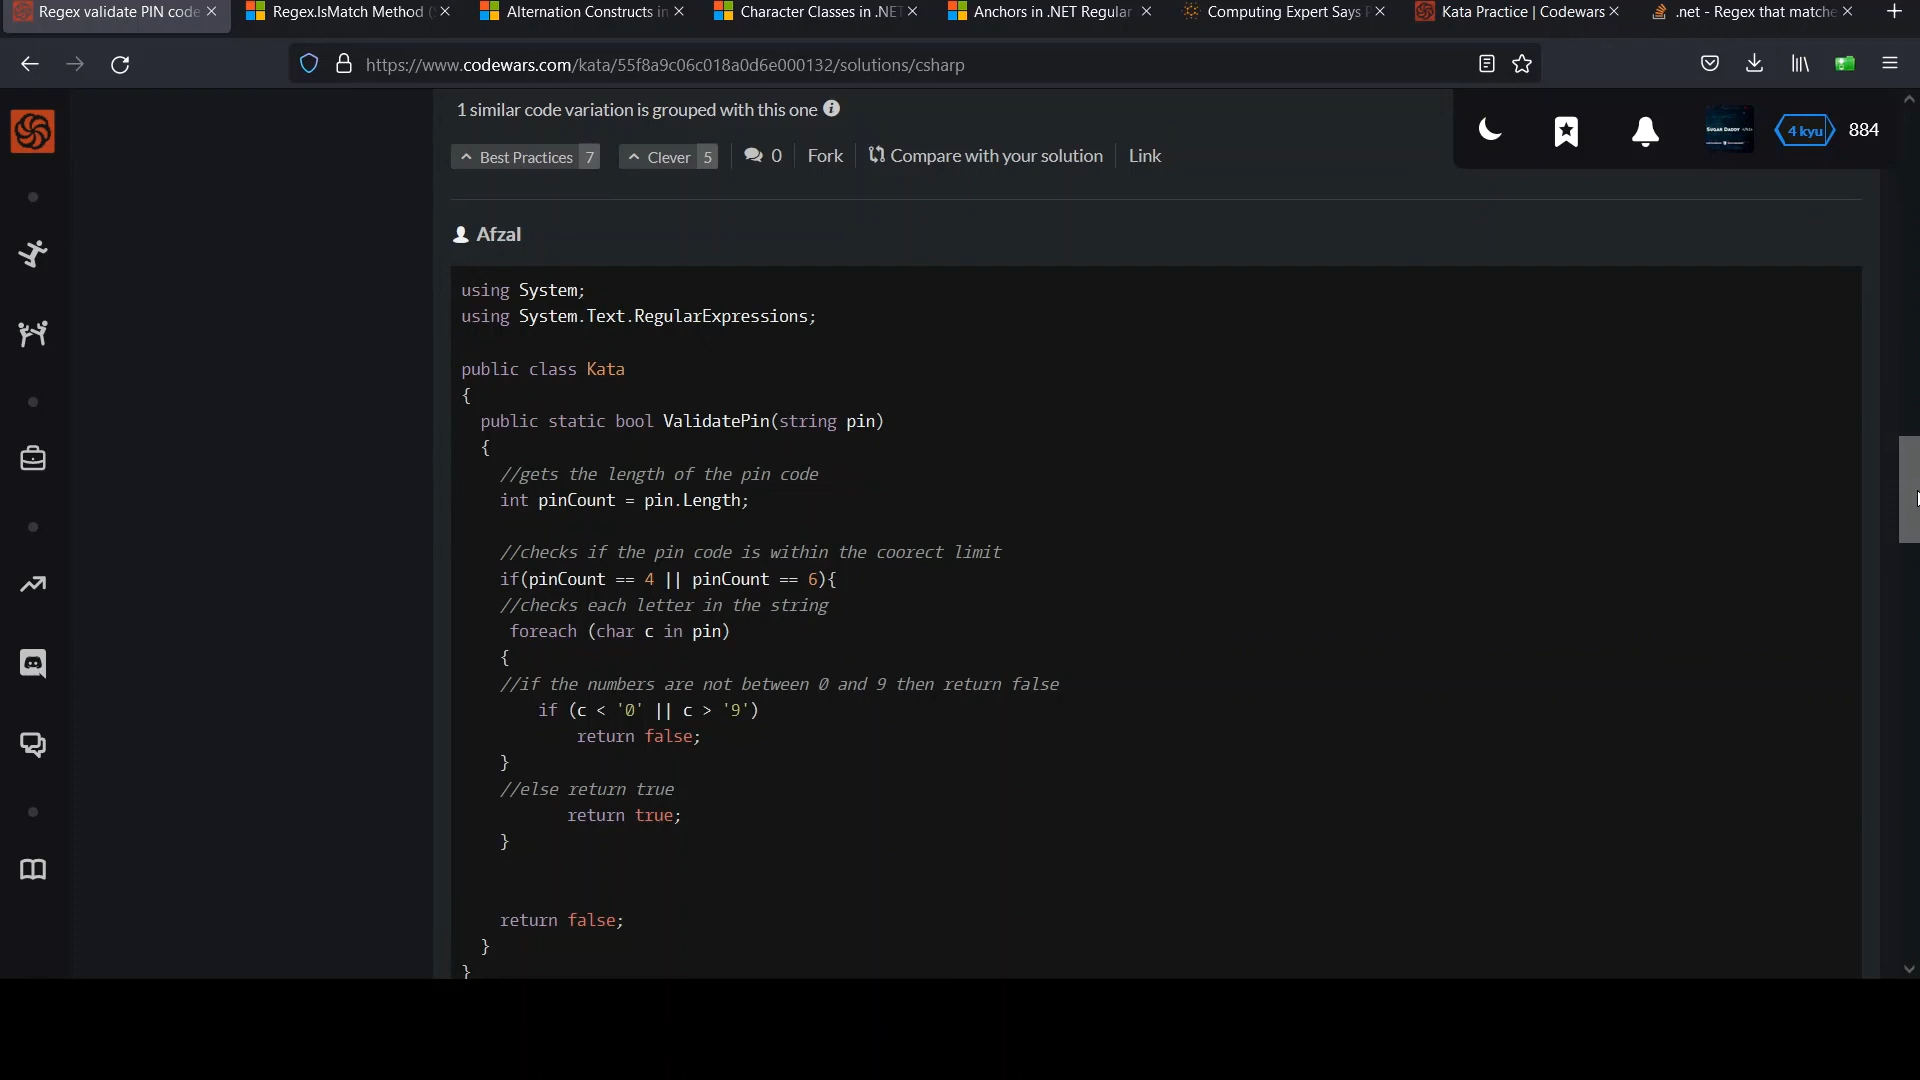 Regex validate PIN code
Regex.IsMatch Method (
Alternation Constructs in
Character Classes in .NET
Anchors in .NET Regular
Computing Expert Says
Kata Practice | Codewars
.net - Regex that matche
https://www.codewars.com/kata/55f8a9c06c018a0d6e000132/solutions/csharp
1 similar code variation is grouped with this one
SUGAR DADDY
4 kyu
884
Best Practices 7
Clever 5
0
Fork
Compare with your solution
Link
Afzal
using System;
using System.Text.RegularExpressions;
public class Kata
{
public static bool ValidatePin(string pin)
{
//gets the length of the pin code
int pinCount = pin.Length;
//checks if the pin code is within the coorect limit
if(pinCount == 4 || pinCount == 6){
//checks each letter in the string
foreach (char c in pin)
{
//if the numbers are not between 0 and 9 then return false
if (c < '0' || c > '9')
return false;
}
//else return true
return true;
}
return false;
}
}